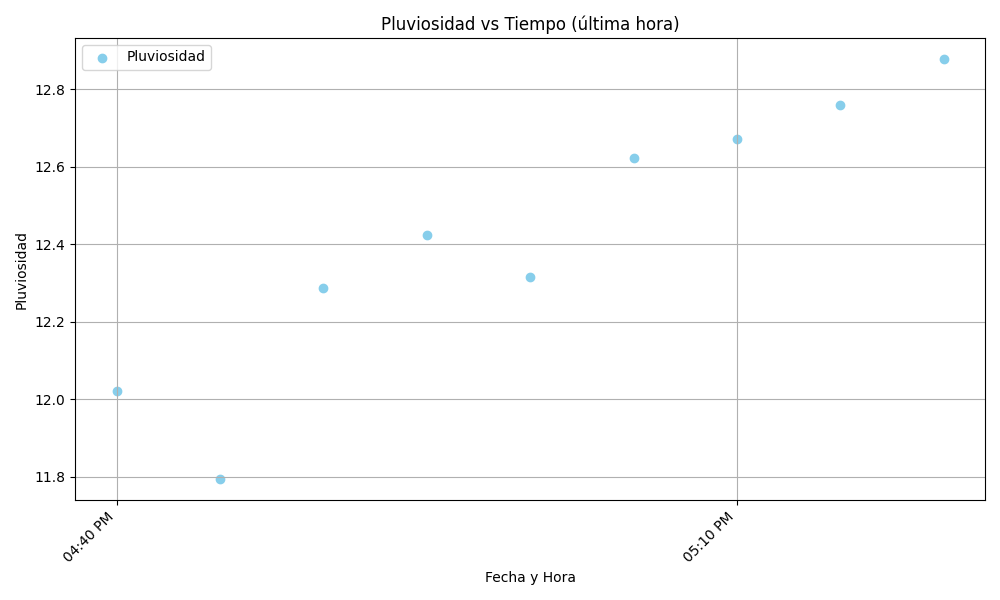 Pluviosidad vs Tiempo (última hora)
Pluviosidad
12.8
12.6
12.4
12.2
12.0
11.8
Pluviosidad
04:40 PM
05:10 PM
Fecha y Hora